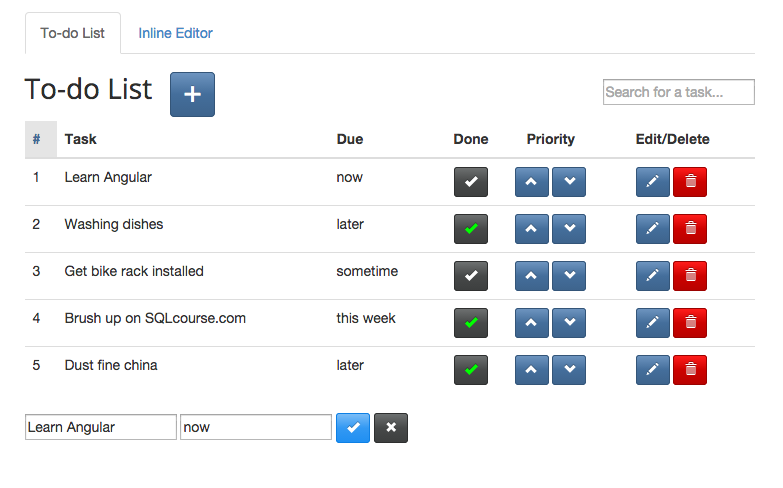 To-do List Inline Editor
To-do List + Search for a task...
# Task Due Done Priority Edit/Delete
1 Learn Angular now
2 Washing dishes later
3 Get bike rack installed sometime
4 Brush up on SQLcourse.com this week
5 Dust fine china later
Learn Angular now